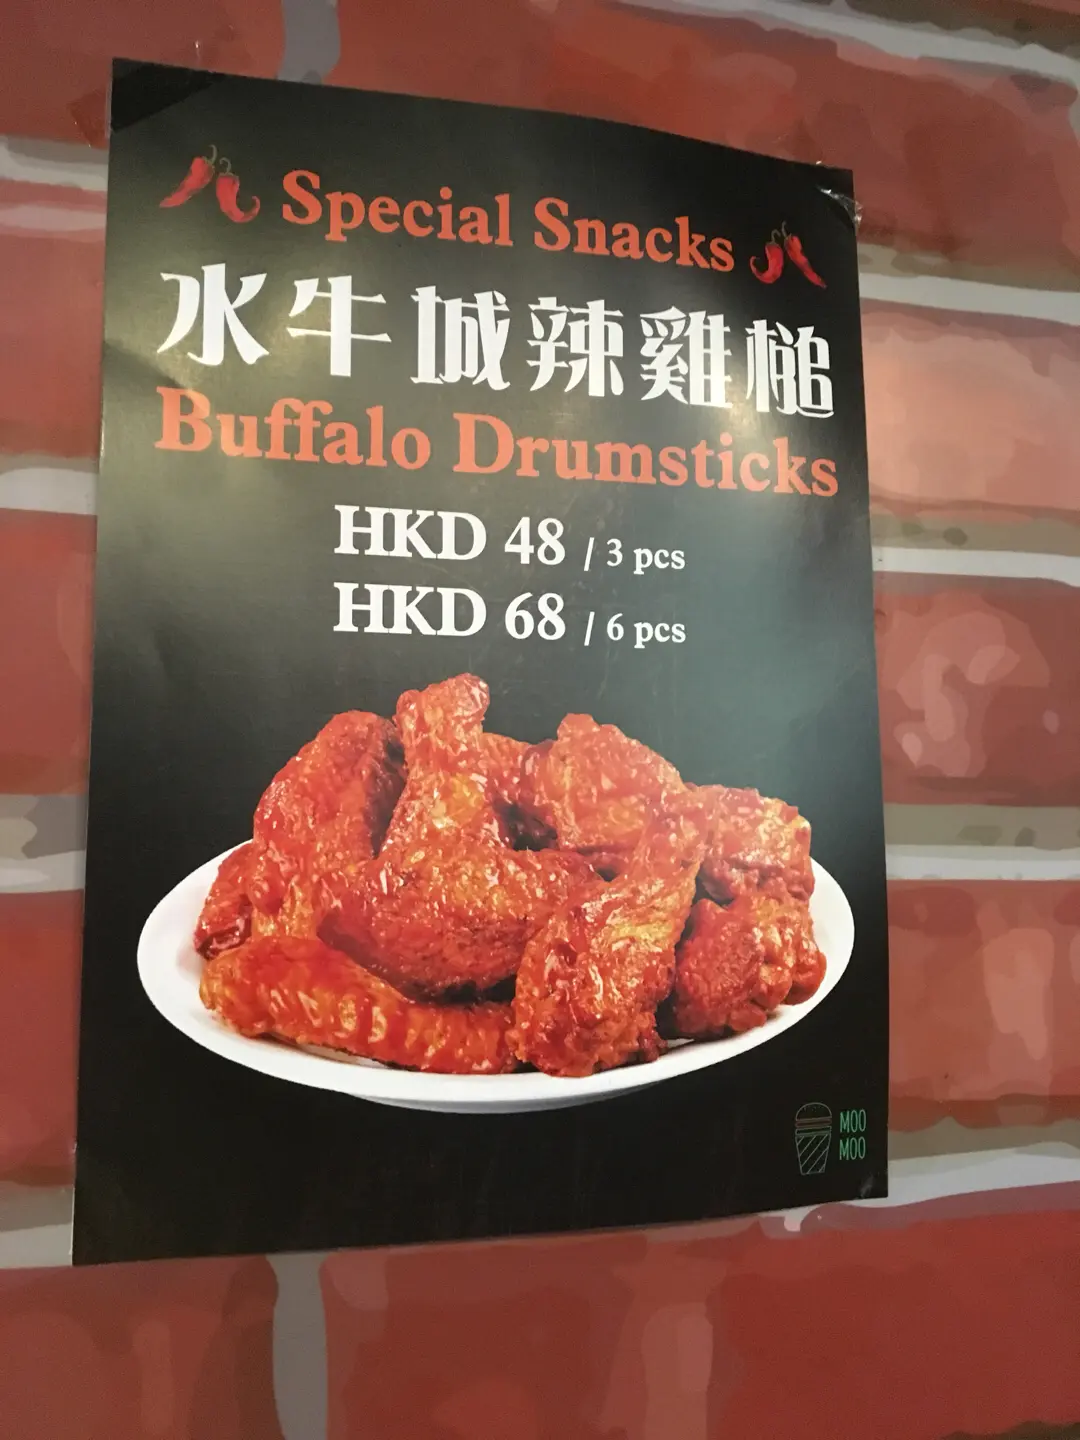 Special Snacks
水牛城辣雞槌
Buffalo Drumsticks
HKD 48 / 3 pcs
HKD 68 / 6 pcs
MOO
MOO